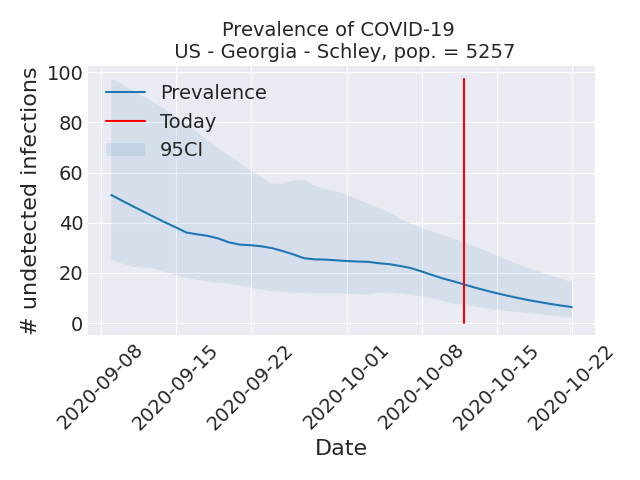 Prevalence of COVID-19
US - Georgia - Schley, pop. = 5257
# undetected infections
100
80
60
40
20
0
Prevalence
Today
95CI
2020-09-08
2020-09-15
2020-09-22
2020-10-01
2020-10-08
2020-10-15
2020-10-22
Date